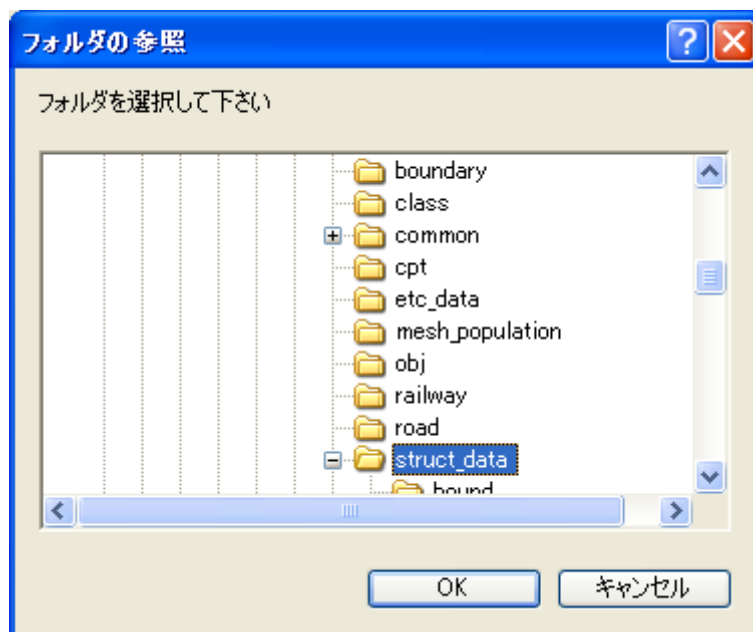 フォルダの参照
フォルダを選択して下さい
boundary
class
common
cpt
etc_data
mesh_population
obj
railway
road
struct_data
bound
OK
キャンセル